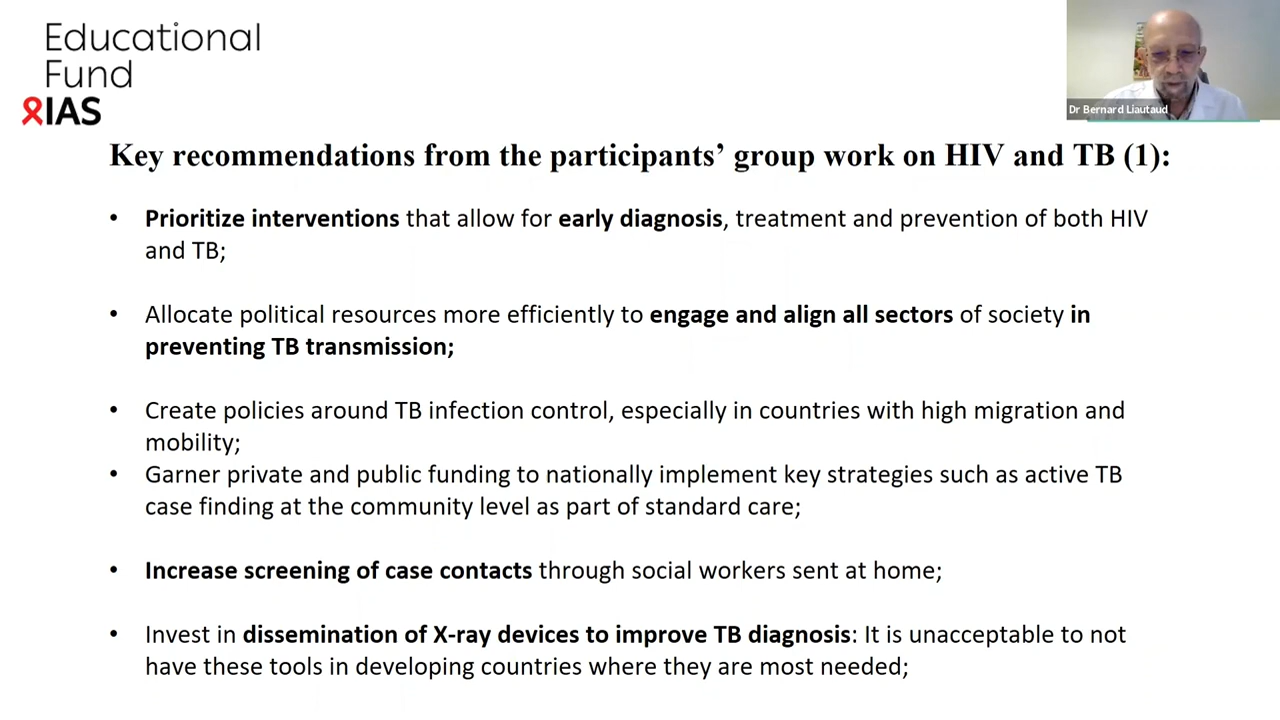 Educational
Fund
IAS
Dr Bernard Liautaud
Key recommendations from the participants' group work on HIV and TB (1):
• Prioritize interventions that allow for early diagnosis, treatment and prevention of both HIV
and TB;
• Allocate political resources more efficiently to engage and align all sectors of society in
preventing TB transmission;
• Create policies around TB infection control, especially in countries with high migration and
mobility;
• Garner private and public funding to nationally implement key strategies such as active TB
case finding at the community level as part of standard care;
• Increase screening of case contacts through social workers sent at home;
• Invest in dissemination of X-ray devices to improve TB diagnosis: It is unacceptable to not
have these tools in developing countries where they are most needed;